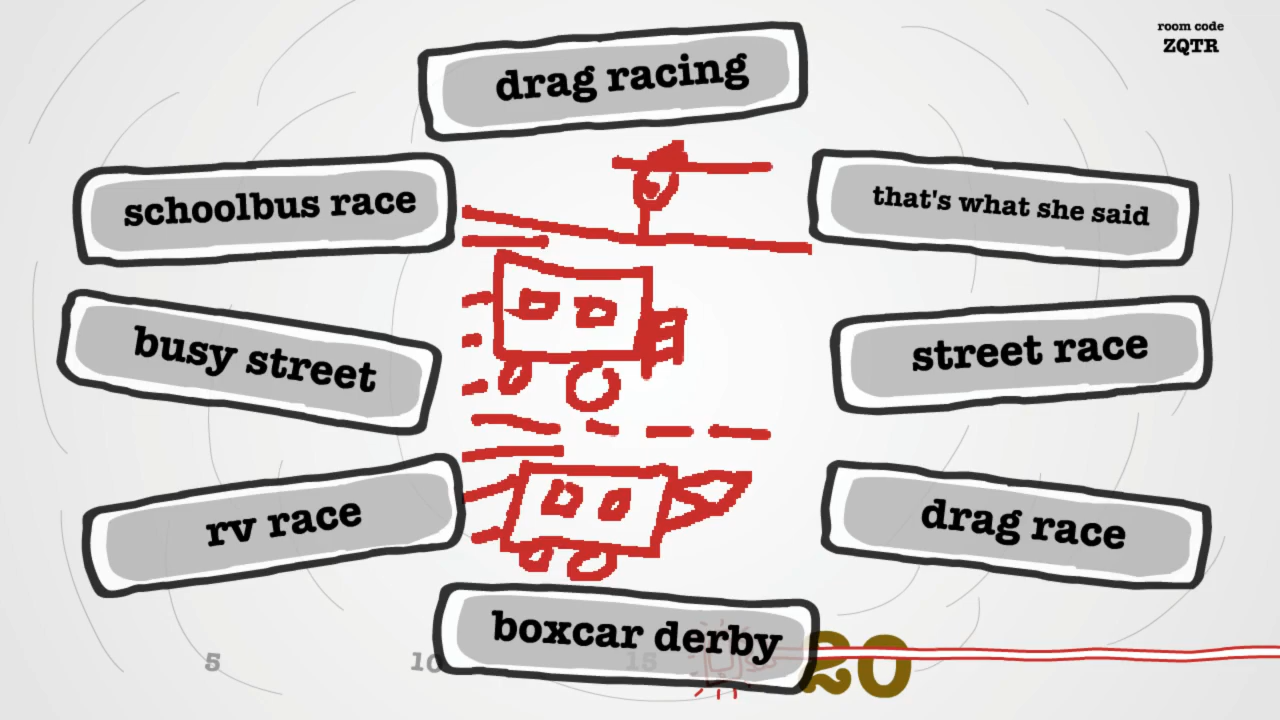 room code
ZQTR
drag racing
schoolbus race
that's what she said
busy street
street race
rv race
drag race
boxcar derby
5
10
15
20